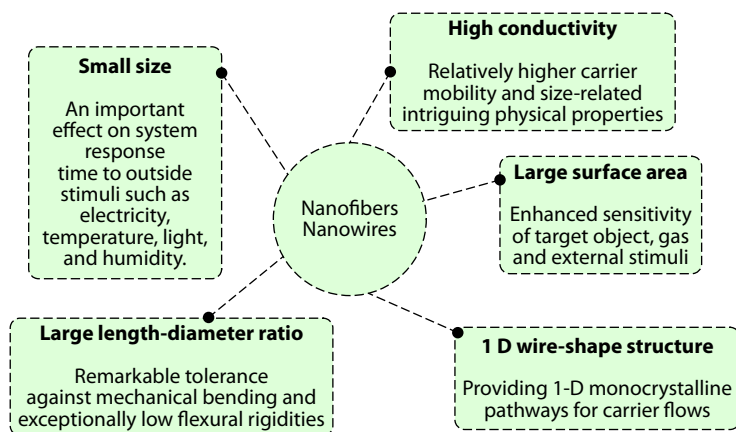 High conductivity
Relatively higher carrier
mobility and size-related
intriguing physical properties
Small size
An important
effect on system
response
time to outside
stimuli such as
electricity,
temperature, light,
and humidity.
Nanofibers
Nanowires
Large surface area
Enhanced sensitivity
of target object, gas
and external stimuli
Large length-diameter ratio
Remarkable tolerance
against mechanical bending and
exceptionally low flexural rigidities
1 D wire-shape structure
Providing 1-D monocrystalline
pathways for carrier flows